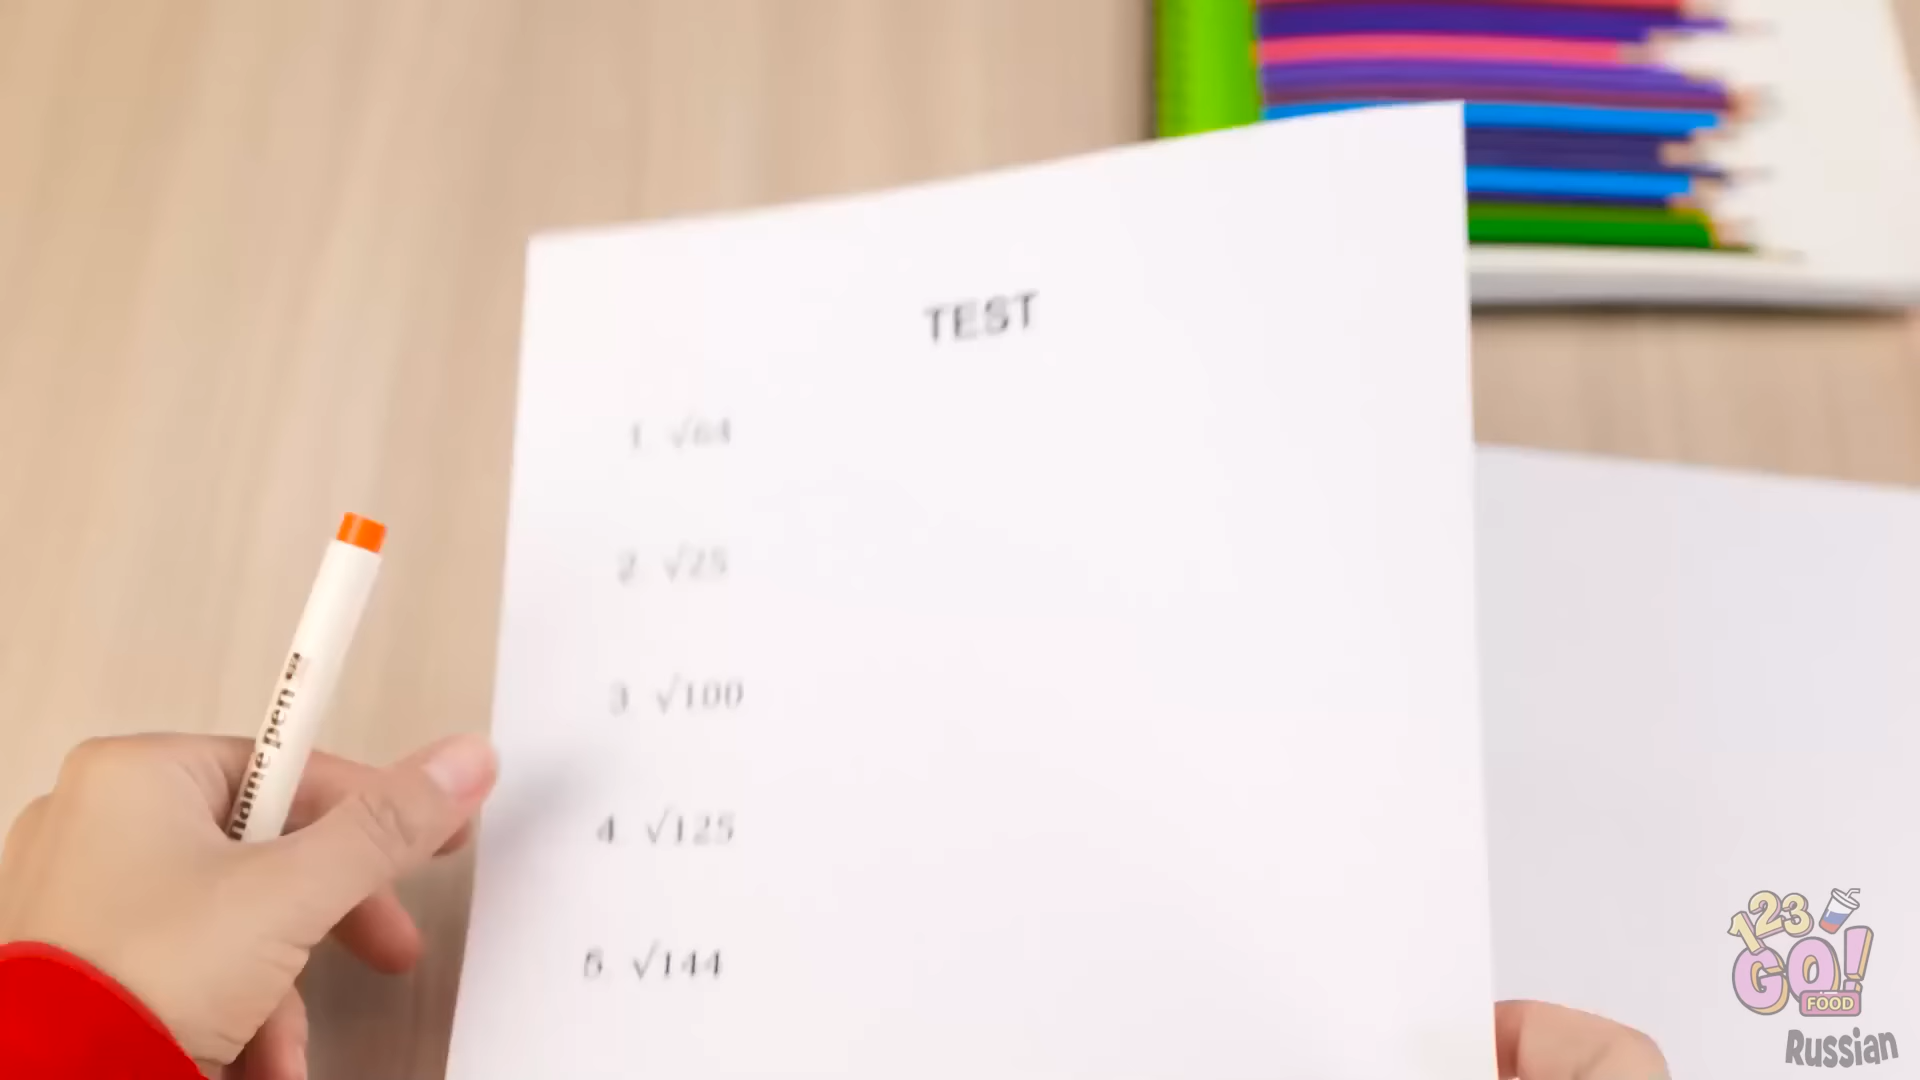 TEST
1. √64
2. √25
3. √100
4. √125
5. √144
name pen
123
GO!
FOOD
Russian